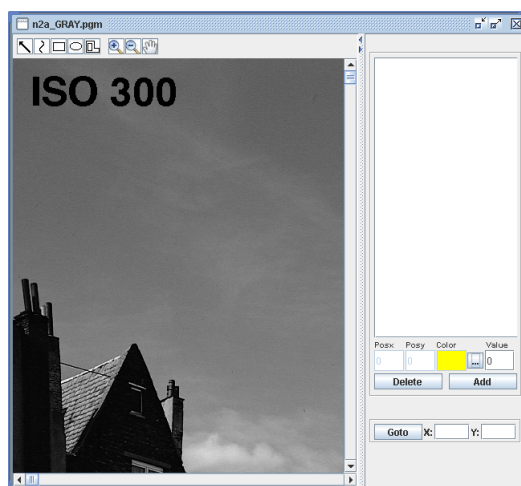 n2a_GRAY.pgm
ISO 300
Posx Posy Color Value
0 0 ... 0
Delete Add
Goto X: Y: